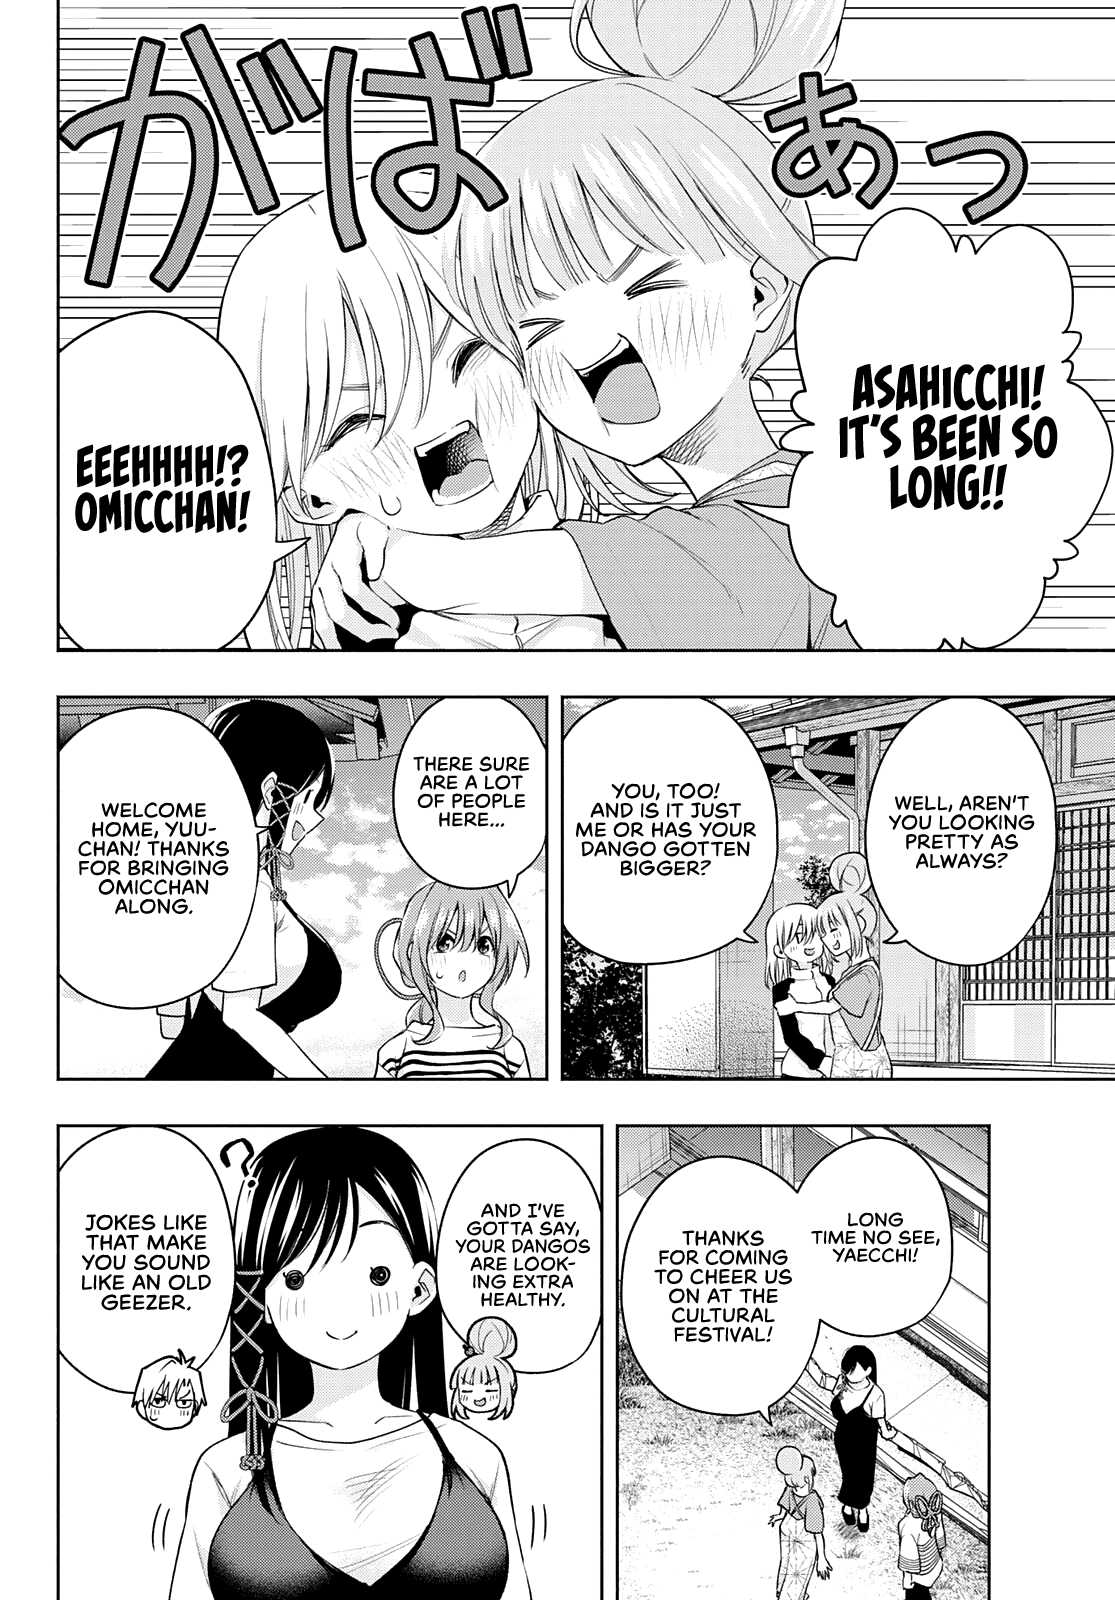 がばあっ
ASAHICCHI!
IT'S BEEN SO
LONG!!
EEEHHHH!?
OMICCHAN!
WELL, AREN'T
YOU LOOKING
PRETTY AS
ALWAYS?
YOU, TOO!
AND IS IT JUST
ME OR HAS YOUR
DANGO GOTTEN
BIGGER?
THERE SURE
ARE A LOT
OF PEOPLE
HERE...
WELCOME
HOME, YUU-
CHAN! THANKS
FOR BRINGING
OMICCHAN
ALONG.
LONG
TIME NO SEE,
YAECCHI!
THANKS
FOR COMING
TO CHEER US
ON AT THE
CULTURAL
FESTIVAL!
AND I'VE
GOTTA SAY,
YOUR DANGOS
ARE LOOK-
ING EXTRA
HEALTHY.
?
JOKES LIKE
THAT MAKE
YOU SOUND
LIKE AN OLD
GEEZER.